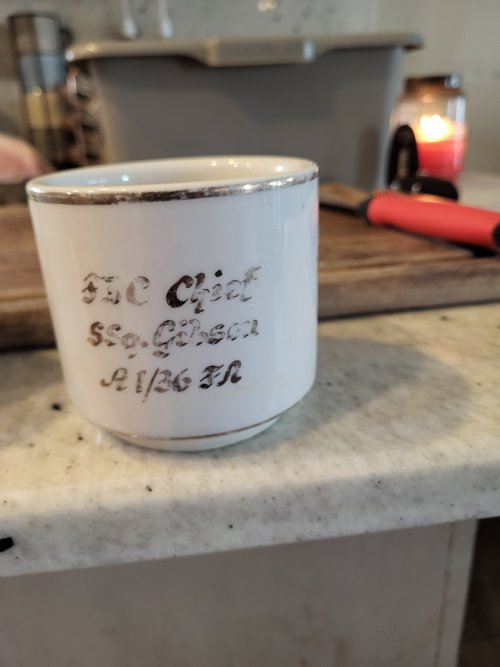 FDC Chief
SSg. Gibson
A 1/36 FA